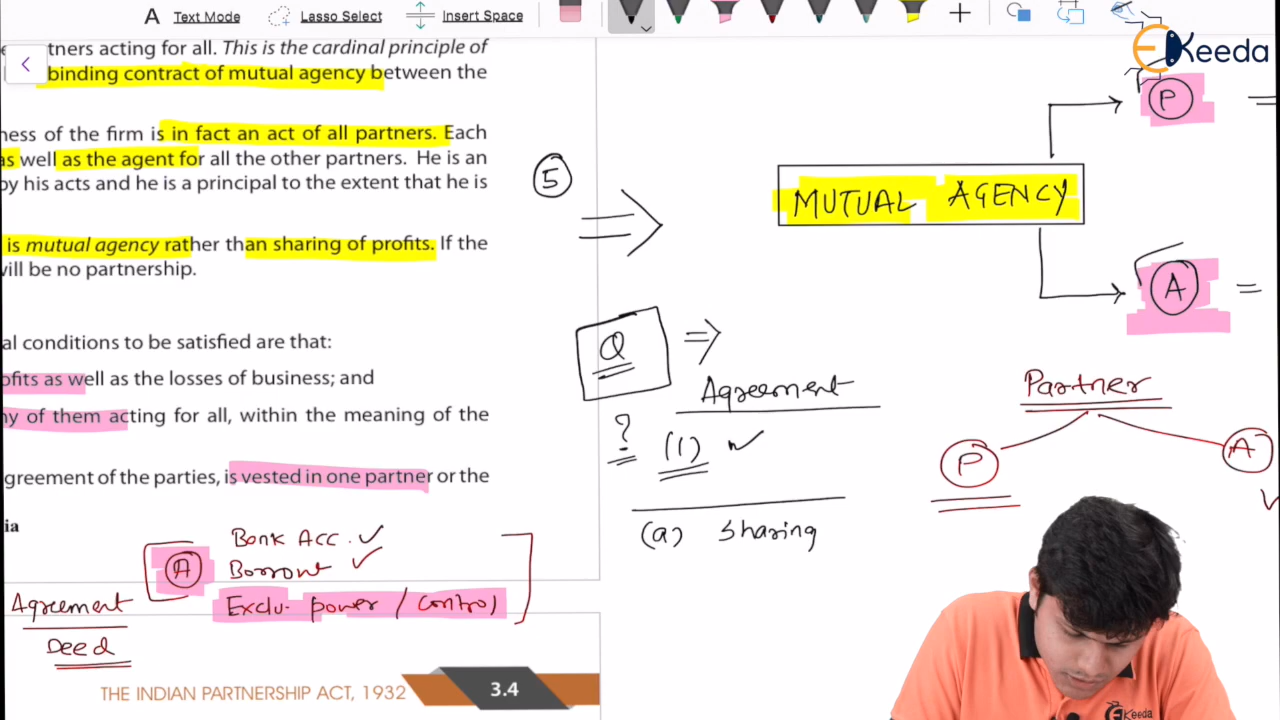 A Text Mode Lasso Select Insert Space
EKeeda
tners acting for all. This is the cardinal principle of
binding contract of mutual agency between the
ness of the firm is in fact an act of all partners. Each
as well as the agent for all the other partners. He is an
by his acts and he is a principal to the extent that he is
is mutual agency rather than sharing of profits. If the
will be no partnership.
al conditions to be satisfied are that:
ofits as well as the losses of business; and
ny of them acting for all, within the meaning of the
greement of the parties, is vested in one partner or the
ia
A
Bank Acc.
Borrow
Exclu. power / control
Agreement
Deed
THE INDIAN PARTNERSHIP ACT, 1932 3.4
5
MUTUAL AGENCY
P
A
Q
?
Agreement
(1)
(a) Sharing
Partner
P
A
EKeeda